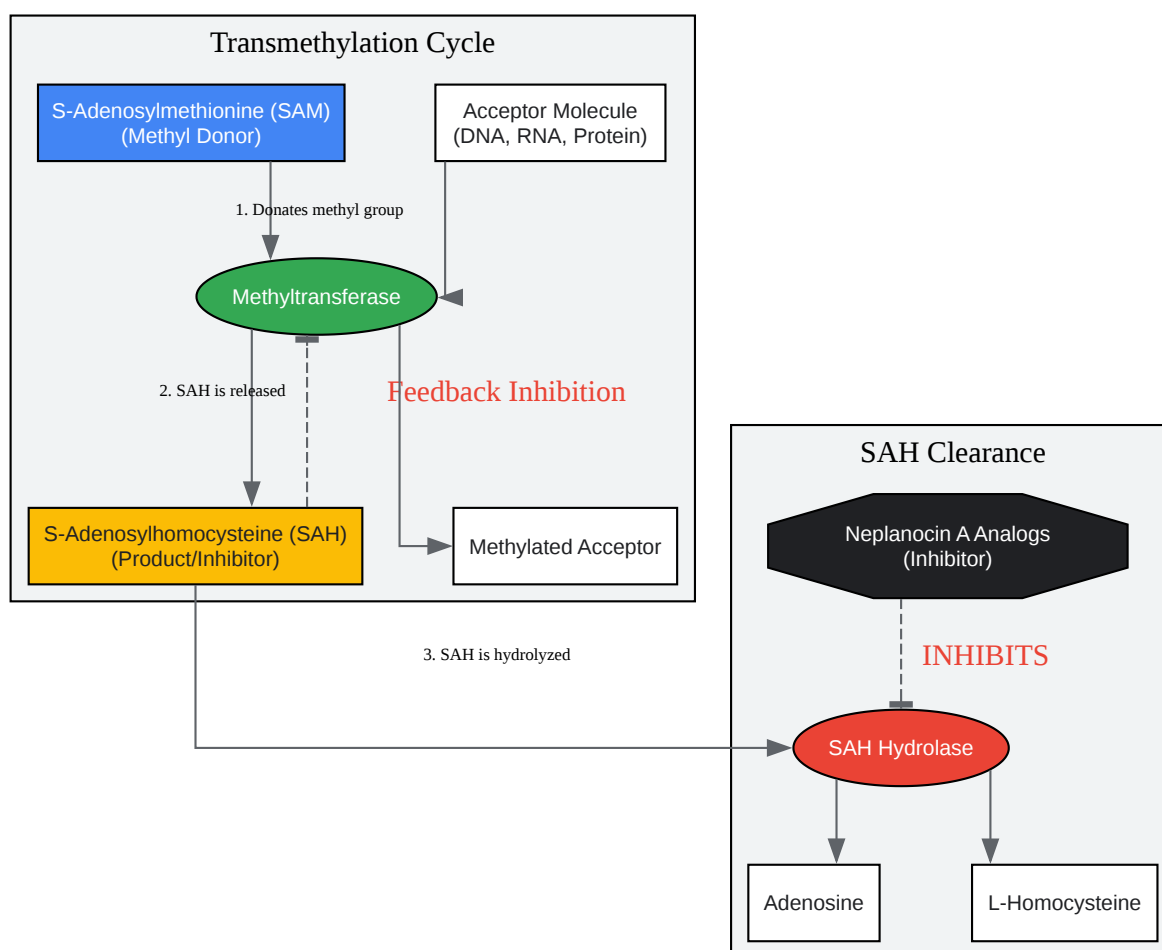 Transmethylation Cycle
S-Adenosylmethionine (SAM)
(Methyl Donor)
Acceptor Molecule
(DNA, RNA, Protein)
1. Donates methyl group
Methyltransferase
2. SAH is released
Feedback Inhibition
S-Adenosylhomocysteine (SAH)
(Product/Inhibitor)
Methylated Acceptor
SAH Clearance
Neplanocin A Analogs
(Inhibitor)
3. SAH is hydrolyzed
INHIBITS
SAH Hydrolase
Adenosine
L-Homocysteine